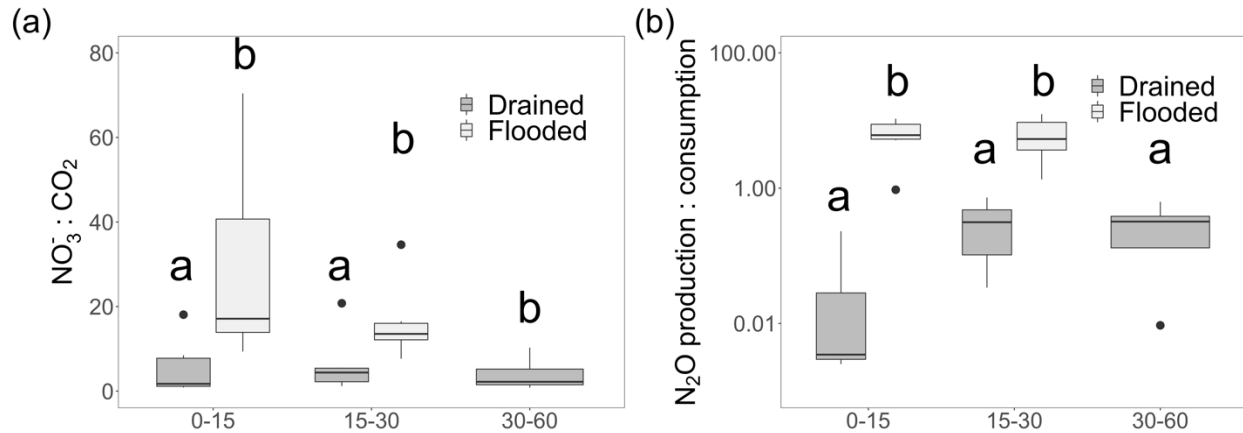 (a)
NO₃⁻ : CO₂
80
60
40
20
0
b
b
a
a
b
Drained
Flooded
0-15
15-30
30-60
(b)
N₂O production : consumption
100.00
1.00
0.01
b
b
a
a
a
Drained
Flooded
0-15
15-30
30-60